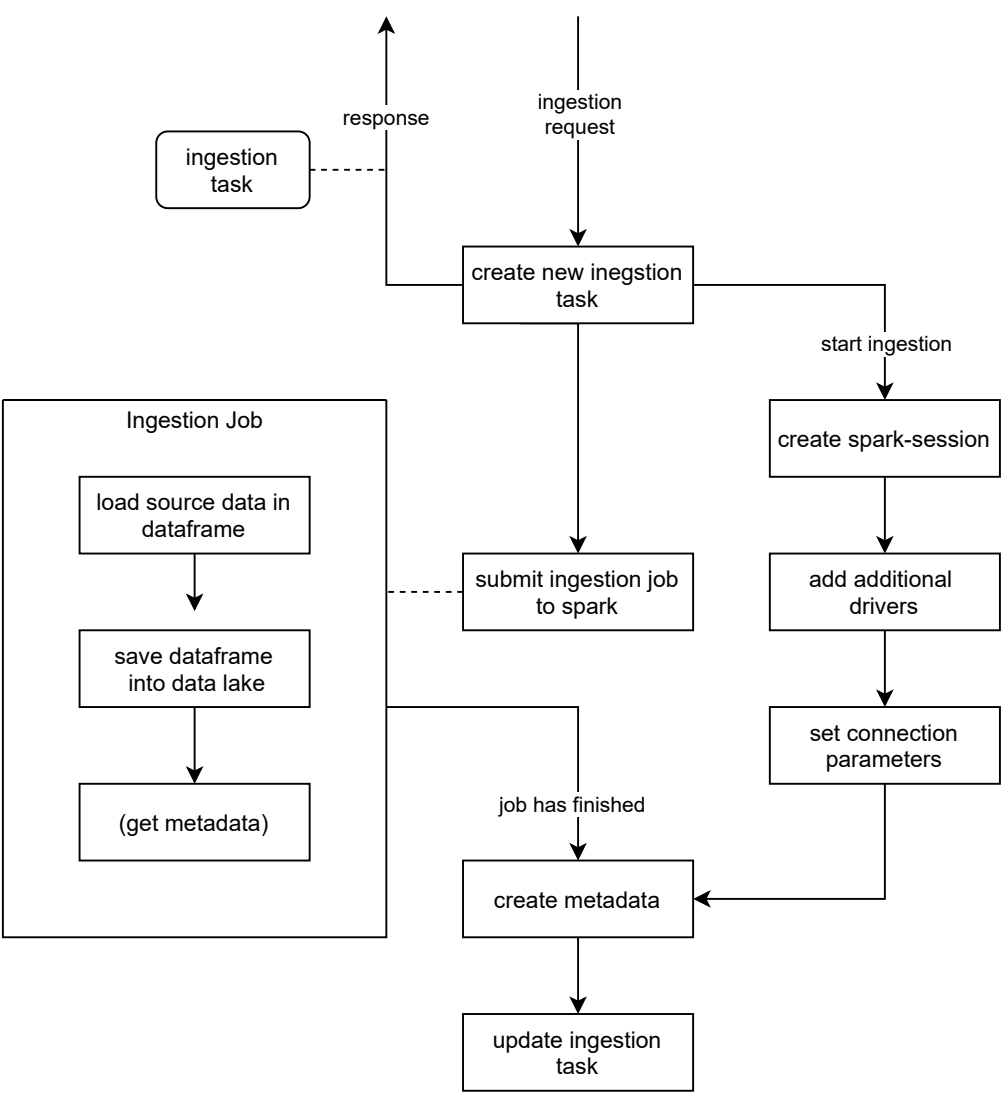 response
ingestion
request
ingestion
task
create new inegstion
task
start ingestion
Ingestion Job
create spark-session
load source data in
dataframe
submit ingestion job
to spark
add additional
drivers
save dataframe
into data lake
set connection
parameters
job has finished
(get metadata)
create metadata
update ingestion
task